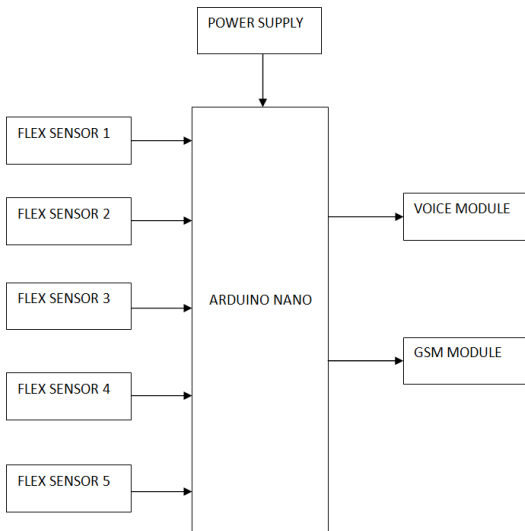 POWER SUPPLY
FLEX SENSOR 1
FLEX SENSOR 2
FLEX SENSOR 3
FLEX SENSOR 4
FLEX SENSOR 5
ARDUINO NANO
VOICE MODULE
GSM MODULE